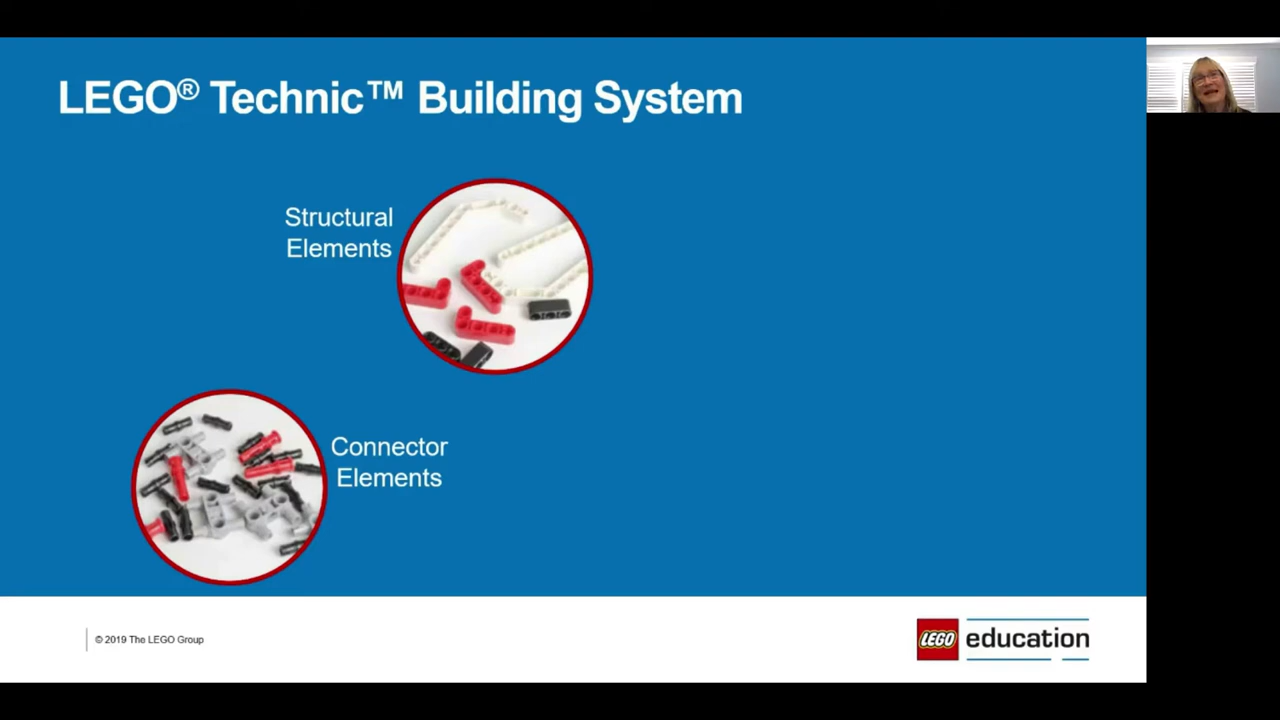 LEGO® Technic™ Building System
Structural
Elements
Connector
Elements
© 2019 The LEGO Group
LEGO education